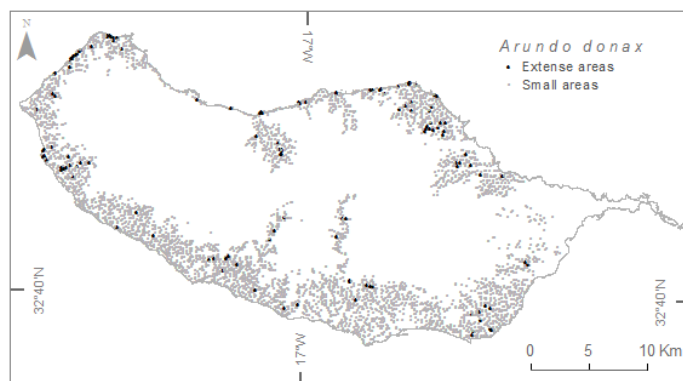 N
17°W
Arundo donax
Extense areas
Small areas
32°40'N
32°40'N
17°W
0 5 10 Km